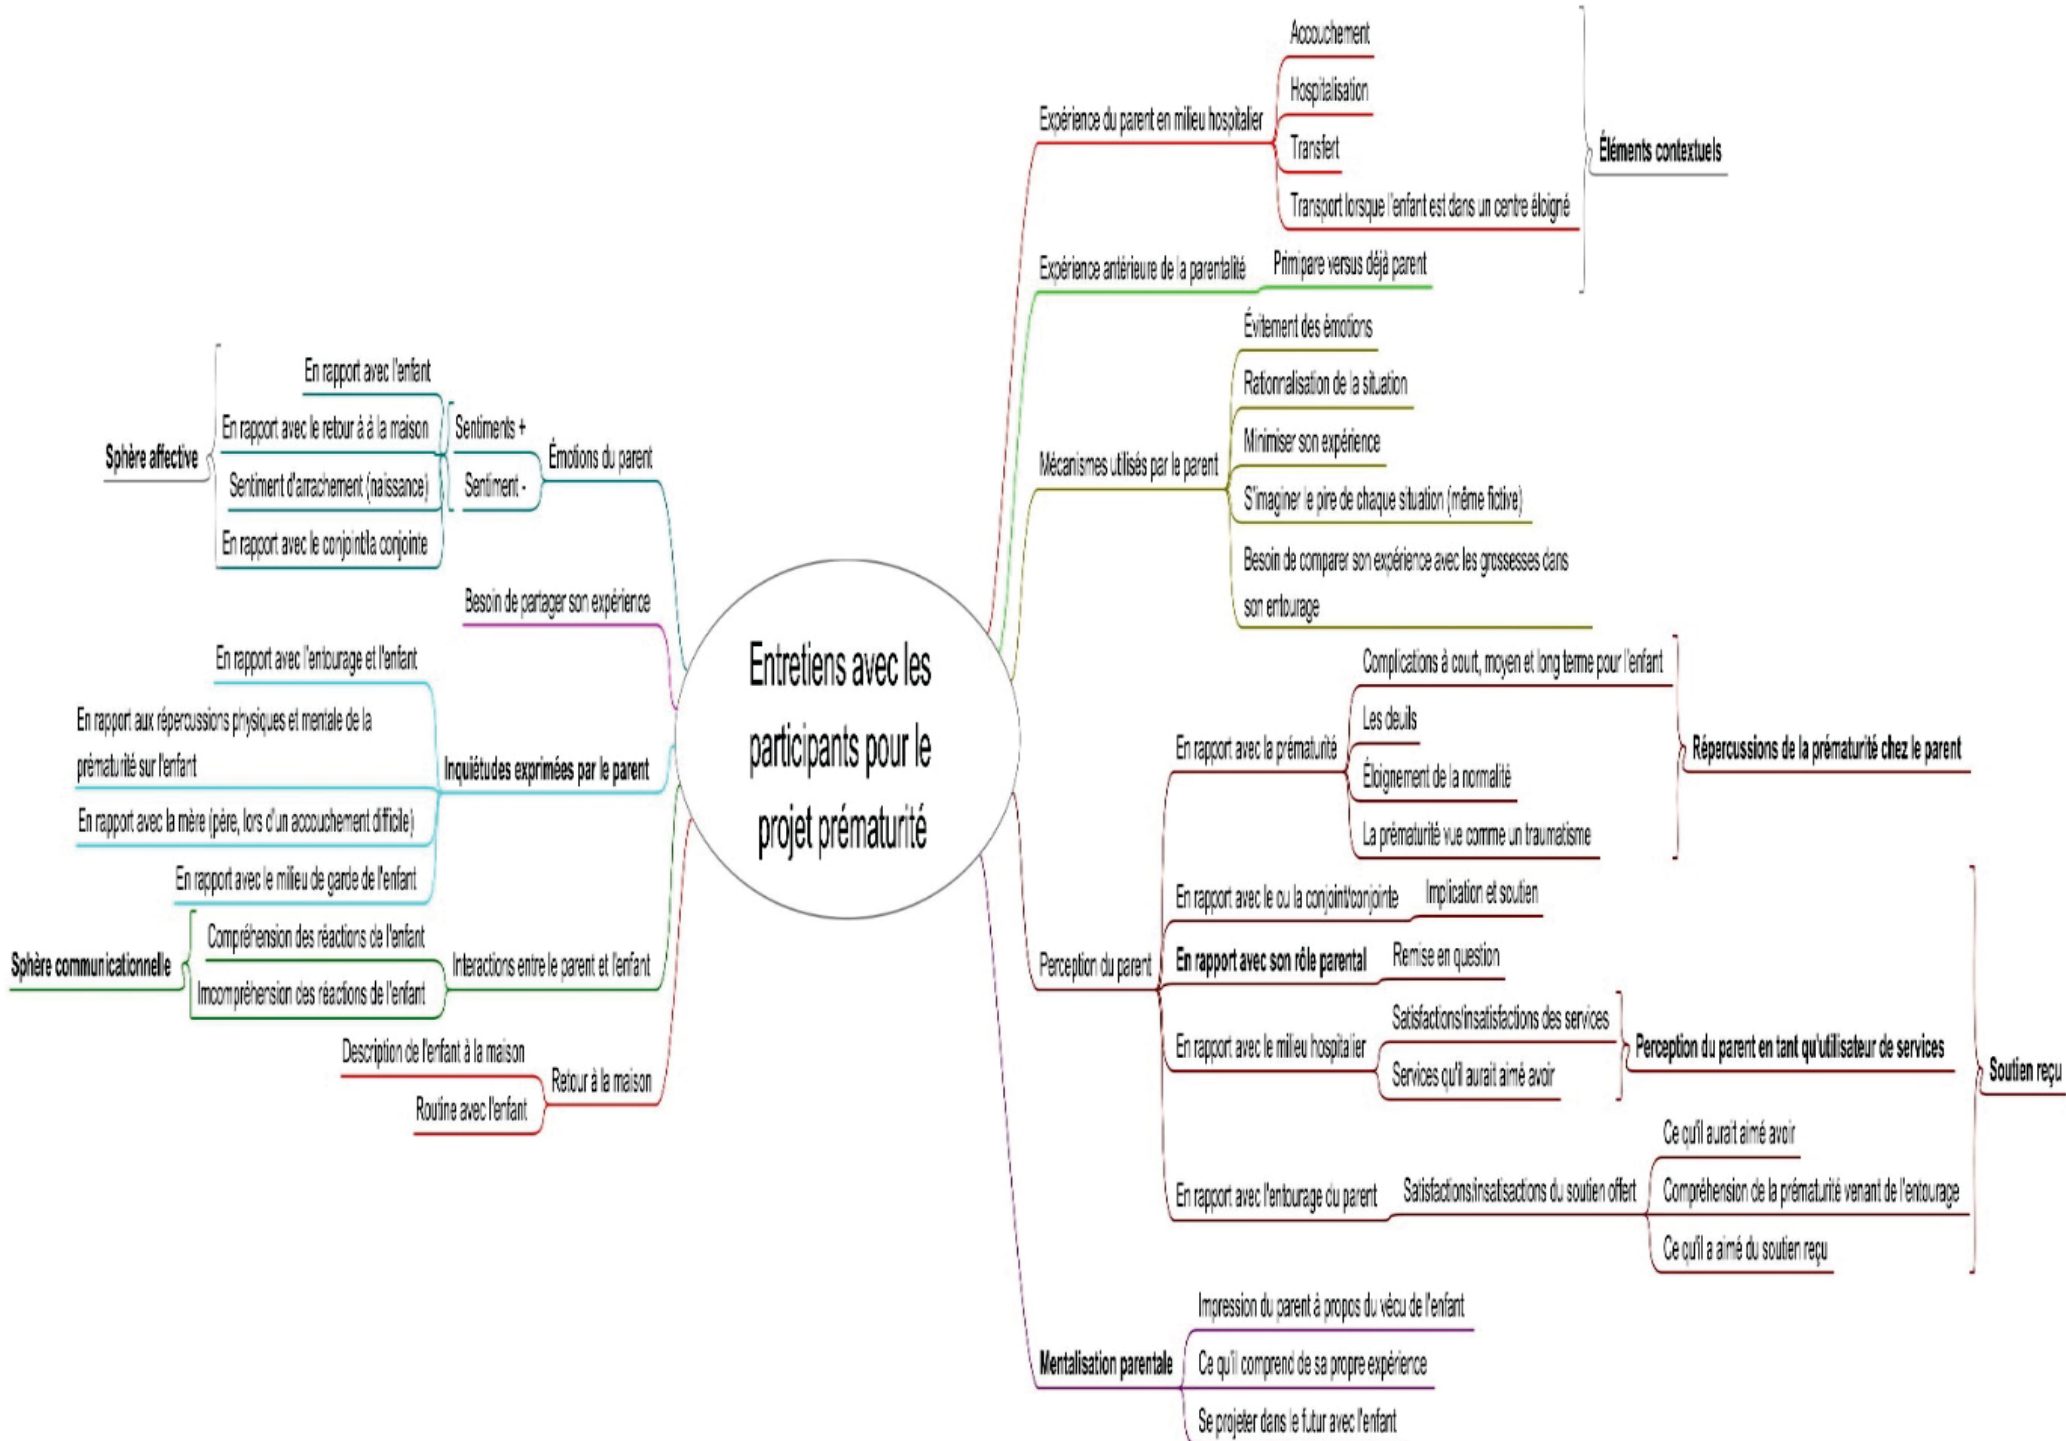 Entretiens avec les
participants pour le
projet prématurité
Expérience du parent en milieu hospitalier
Accouchement
Hospitalisation
Transfert
Transport lorsque l'enfant est dans un centre éloigné
Éléments contextuels
Expérience antérieure de la parentalité
Primipare versus déjà parent
Mécanismes utilisés par le parent
Évitement des émotions
Rationnalisation de la situation
Minimiser son expérience
S'imaginer le pire de chaque situation (même fictive)
Besoin de comparer son expérience avec les grossesses dans
son entourage
Perception du parent
En rapport avec la prématurité
Complications à court, moyen et long terme pour l'enfant
Les deuils
Éloignement de la normalité
La prématurité vue comme un traumatisme
Répercussions de la prématurité chez le parent
En rapport avec le ou la conjoint/conjointe
Implication et soutien
En rapport avec son rôle parental
Remise en question
En rapport avec le milieu hospitalier
Satisfactions/insatisfactions des services
Services qu'il aurait aimé avoir
Perception du parent en tant qu'utilisateur de services
En rapport avec l'entourage du parent
Satisfactions/insatisactions du soutien offert
Ce qu'il aurait aimé avoir
Compréhension de la prématurité venant de l'entourage
Ce qu'il a aimé du soutien reçu
Soutien reçu
Mentalisation parentale
Impression du parent à propos du vécu de l'enfant
Ce qu'il comprend de sa propre expérience
Se projeter dans le futur avec l'enfant
Émotions du parent
Sentiments +
Sentiment -
En rapport avec l'enfant
En rapport avec le retour à à la maison
Sentiment d'arrachement (naissance)
En rapport avec le conjoint/la conjointe
Sphère affective
Besoin de partager son expérience
Inquiétudes exprimées par le parent
En rapport avec l'entourage et l'enfant
En rapport aux répercussions physiques et mentale de la
prématurité sur l'enfant
En rapport avec la mère (père, lors d'un accouchement difficile)
En rapport avec le milieu de garde de l'enfant
Interactions entre le parent et l'enfant
Compréhension des réactions de l'enfant
Imcompréhension des réactions de l'enfant
Sphère communicationnelle
Retour à la maison
Description de l'enfant à la maison
Routine avec l'enfant